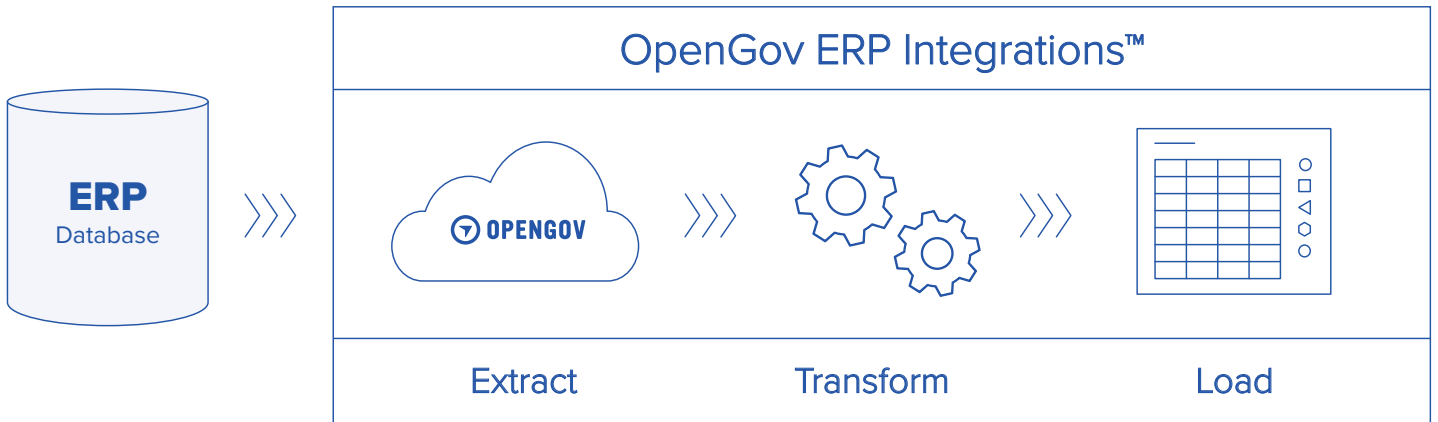 OpenGov ERP Integrations™
ERP
Database
OPENGOV
Extract
Transform
Load